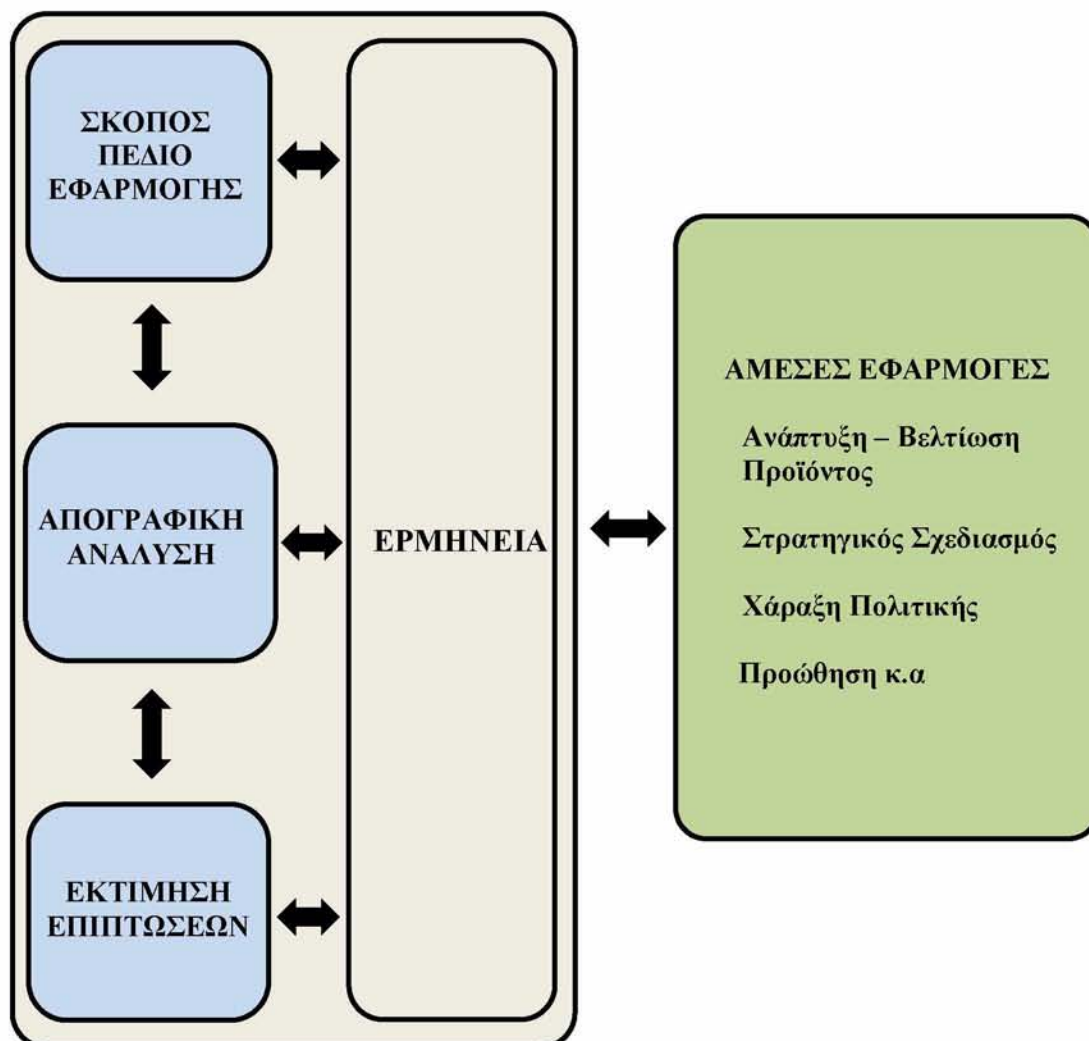 ΣΚΟΠΟΣ
ΠΕΔΙΟ
ΕΦΑΡΜΟΓΗΣ
ΑΠΟΓΡΑΦΙΚΗ
ΑΝΑΛΥΣΗ
ΕΚΤΙΜΗΣΗ
ΕΠΙΠΤΩΣΕΩΝ
ΕΡΜΗΝΕΙΑ
ΑΜΕΣΕΣ ΕΦΑΡΜΟΓΕΣ
Ανάπτυξη – Βελτίωση
Προϊόντος
Στρατηγικός Σχεδιασμός
Χάραξη Πολιτικής
Προώθηση κ.α